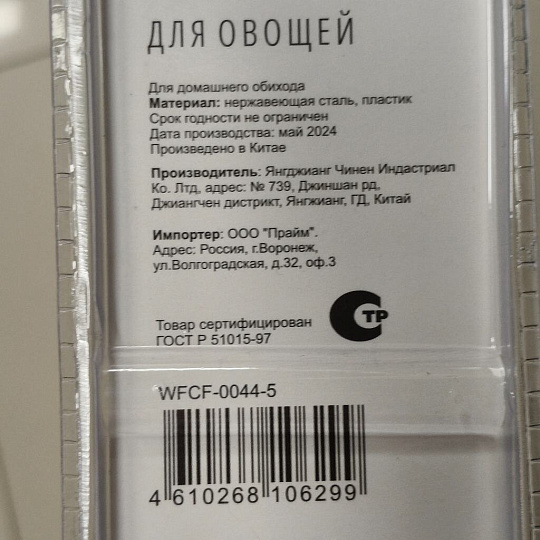 ДЛЯ ОВОЩЕЙ
Для домашнего обихода
Материал: нержавеющая сталь, пластик
Срок годности не ограничен
Дата производства: май 2024
Произведено в Китае
Производитель: Янгджианг Чинен Индастриал
Ко. Лтд, адрес: № 739, Джиншан рд,
Джиангчен дистрикт, Янгжианг, ГД, Китай
Импортер: ООО "Прайм".
Адрес: Россия, г.Воронеж,
ул.Волгоградская, д.32, оф.3
Товар сертифицирован
ГОСТ Р 51015-97
СТР
WFCF-0044-5
4 610268 106299